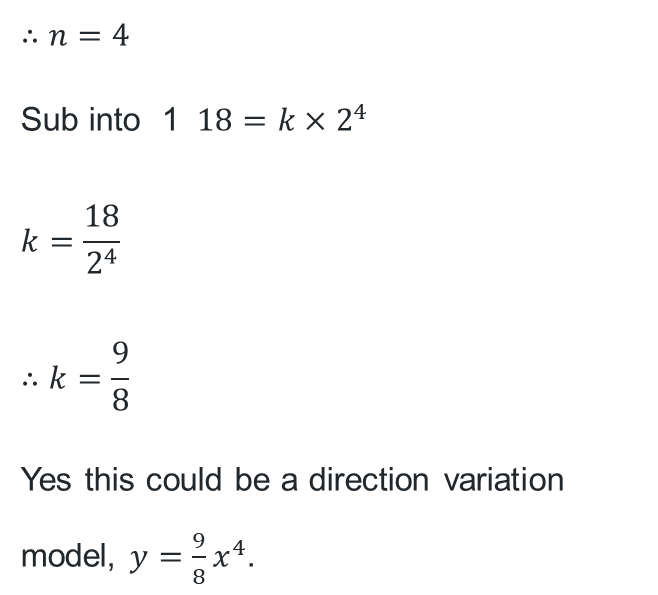 ∴ n = 4
Sub into 1 18 = k × 2⁴
k = 18/2⁴
∴ k = 9/8
Yes this could be a direction variation
model, y = 9/8 x⁴.